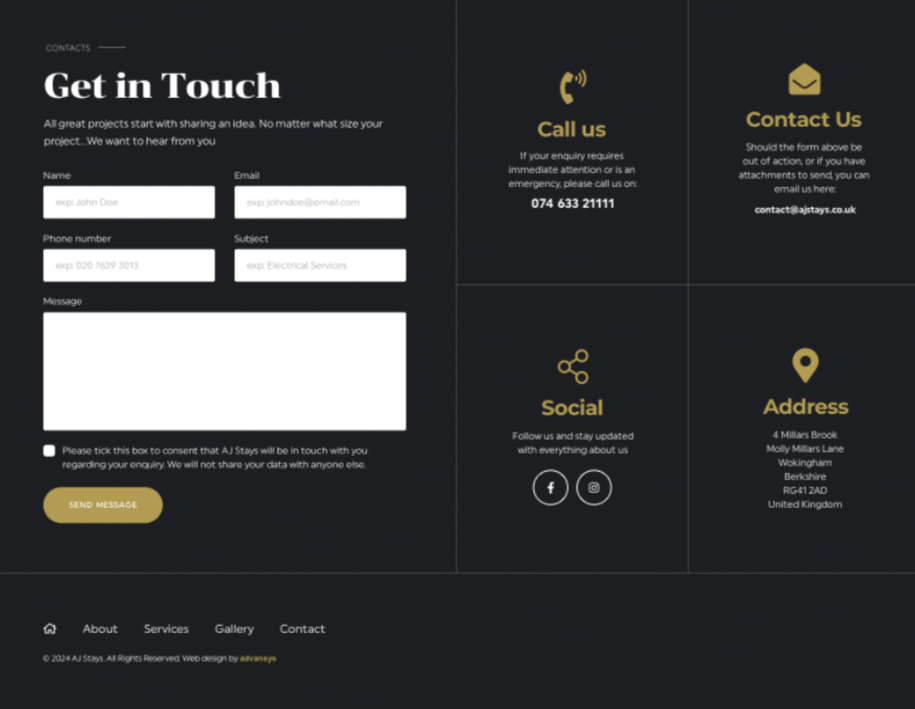 CONTACTS
Get in Touch
All great projects start with sharing an idea. No matter what size your
project...We want to hear from you
Name
Email
exp: John Doe
exp: johndoe@email.com
Phone number
Subject
exp: 020 7639 3013
exp: Electrical Services
Message
Please tick this box to consent that AJ Stays will be in touch with you
regarding your enquiry. We will not share your data with anyone else.
SEND MESSAGE
Call us
If your enquiry requires
immediate attention or is an
emergency, please call us on:
074 633 21111
Contact Us
Should the form above be
out of action, or if you have
attachments to send, you can
email us here:
contact@ajstays.co.uk
Social
Follow us and stay updated
with everything about us
Address
4 Millars Brook
Molly Millars Lane
Wokingham
Berkshire
RG41 2AD
United Kingdom
About
Services
Gallery
Contact
© 2024 AJ Stays. All Rights Reserved. Web design by advansys